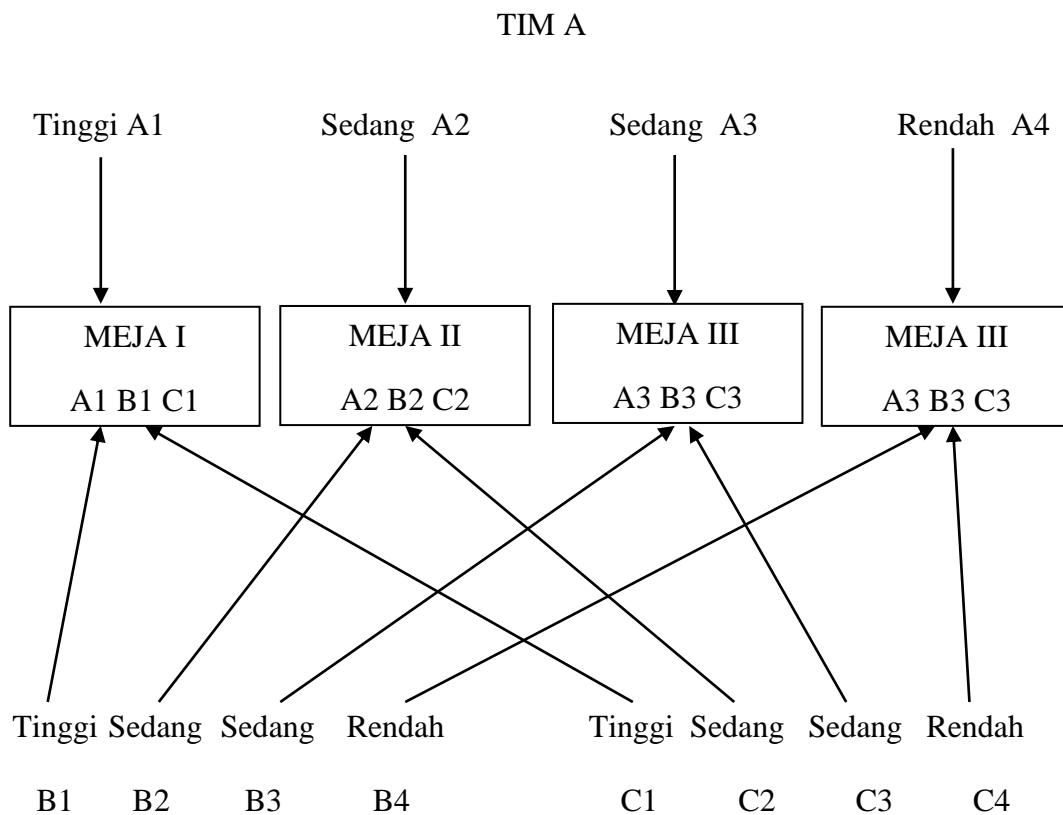 TIM A
Tinggi A1 Sedang A2 Sedang A3 Rendah A4
MEJA I MEJA II MEJA III MEJA III
A1 B1 C1 A2 B2 C2 A3 B3 C3 A3 B3 C3
Tinggi Sedang Sedang Rendah Tinggi Sedang Sedang Rendah
B1 B2 B3 B4 C1 C2 C3 C4